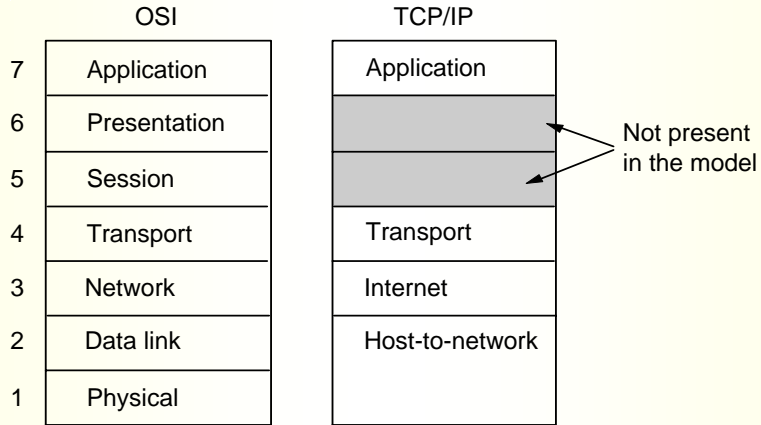 OSI
TCP/IP
7
Application
Application
6
Presentation
Not present
in the model
5
Session
4
Transport
Transport
3
Network
Internet
2
Data link
Host-to-network
1
Physical